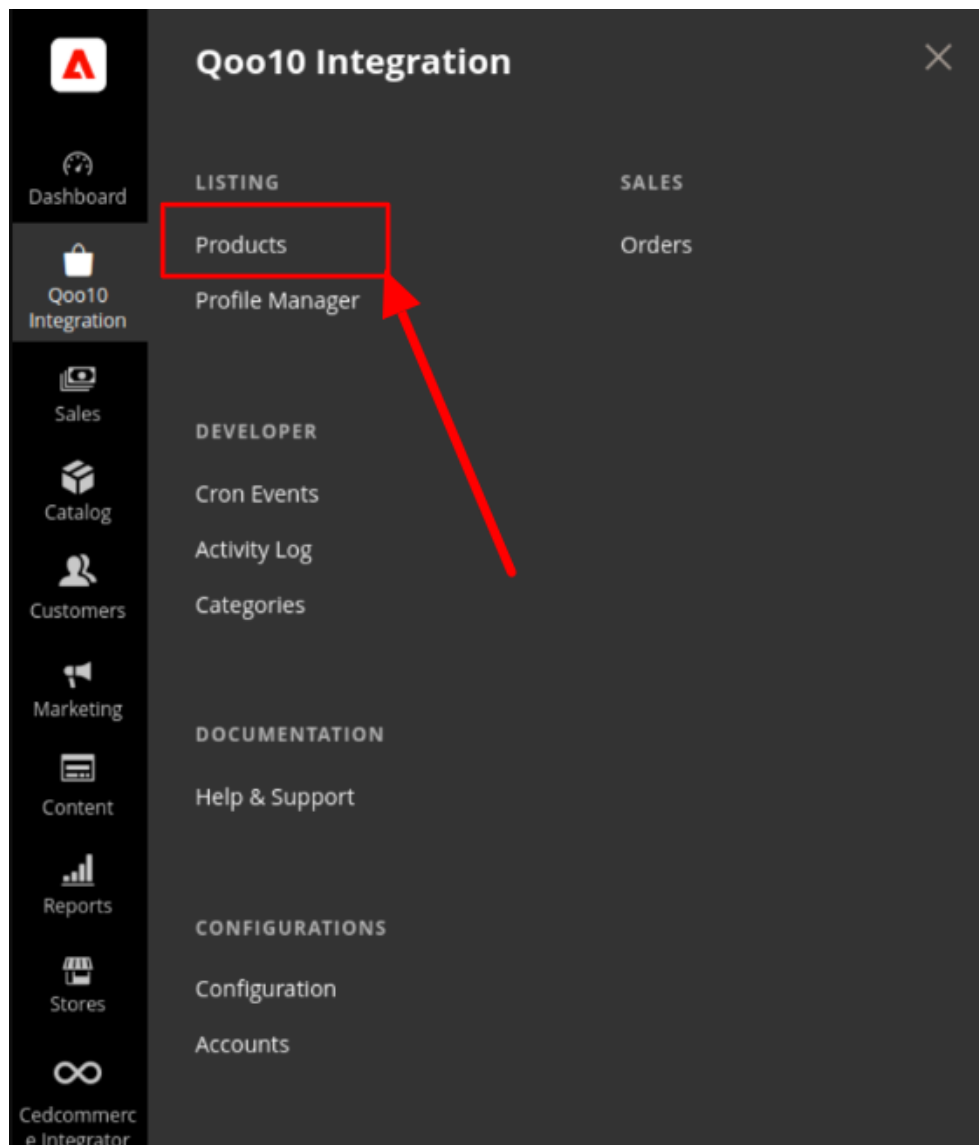 Qoo10 Integration
Dashboard
Qoo10
Integration
Sales
Catalog
Customers
Marketing
Content
Reports
Stores
Cedcommerc
e Integrator
LISTING
Products
Profile Manager
SALES
Orders
DEVELOPER
Cron Events
Activity Log
Categories
DOCUMENTATION
Help & Support
CONFIGURATIONS
Configuration
Accounts